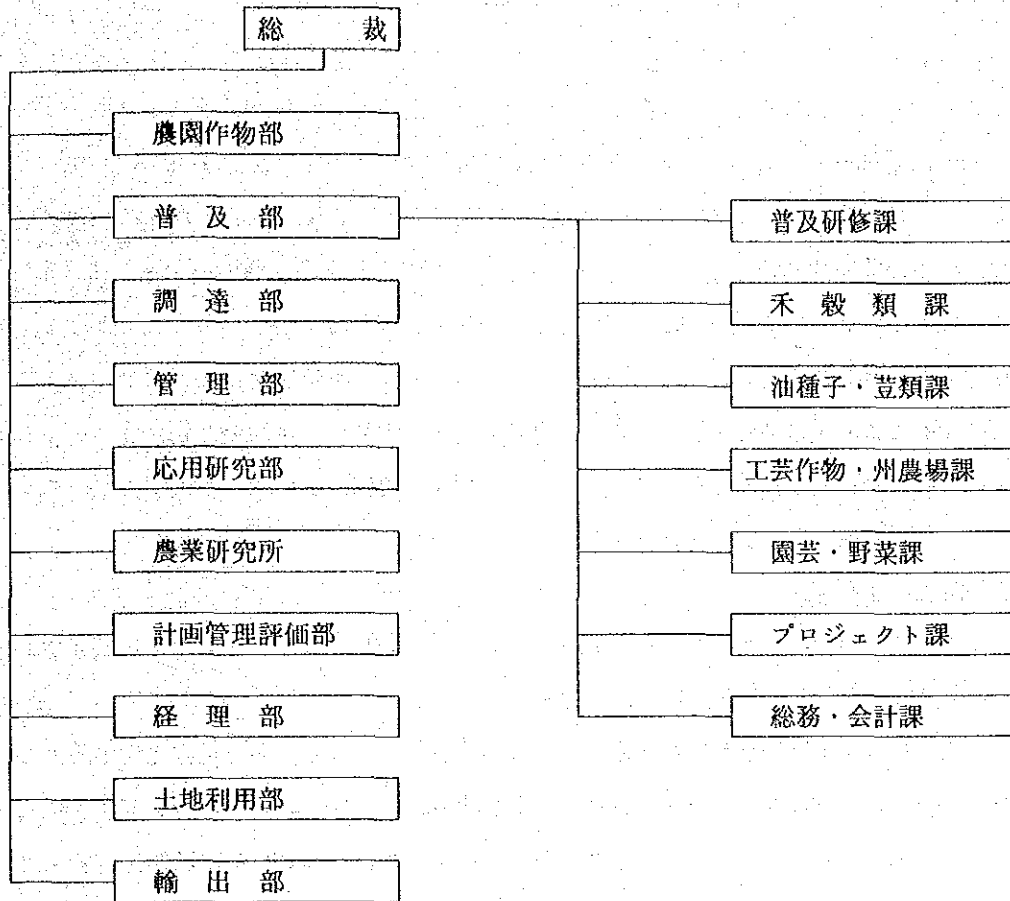 総裁
農園作物部
普及部
調達部
管理部
応用研究部
農業研究所
計画管理評価部
経理部
土地利用部
輸出部
普及研修課
禾穀類課
油種子・荳類課
工芸作物・州農場課
園芸・野菜課
プロジェクト課
総務・会計課